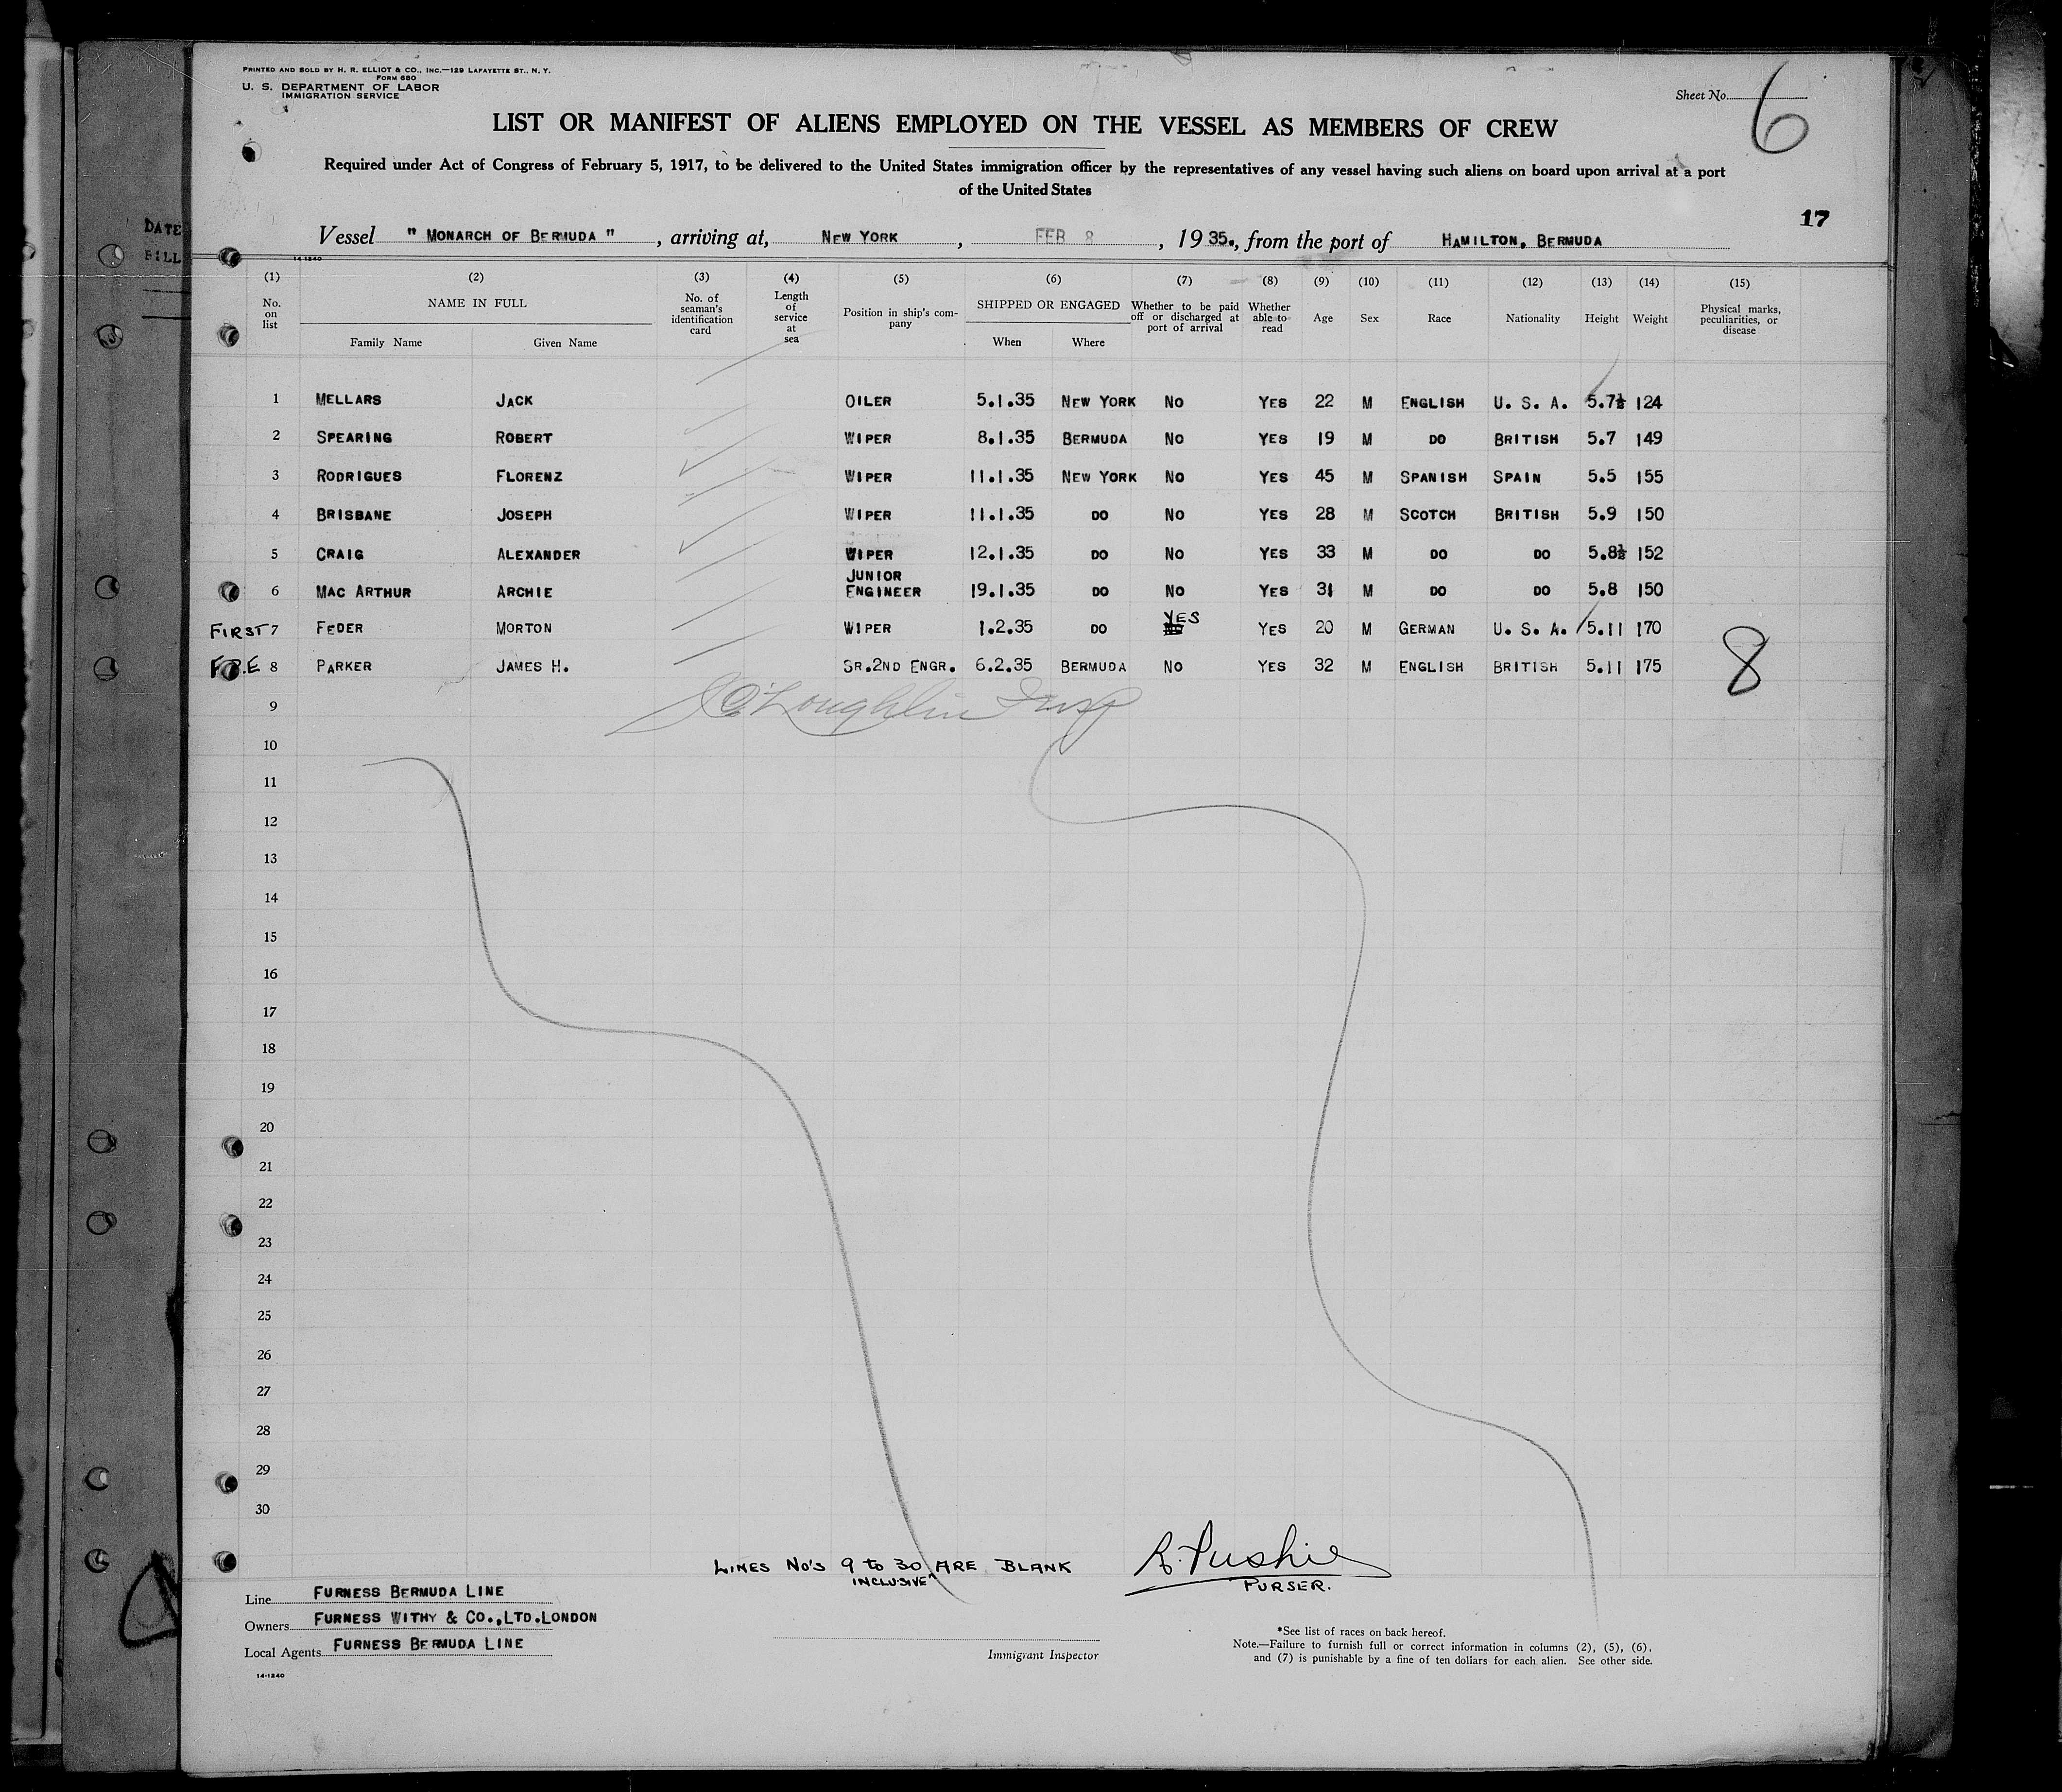 PRINTED AND SOLD BY H. R. ELLIOT & CO., INC.—129 LAFAYETTE ST., N. Y.
FORM 680
U. S. DEPARTMENT OF LABOR
IMMIGRATION SERVICE
Sheet No. 6
LIST OR MANIFEST OF ALIENS EMPLOYED ON THE VESSEL AS MEMBERS OF CREW
Required under Act of Congress of February 5, 1917, to be delivered to the United States immigration officer by the representatives of any vessel having such aliens on board upon arrival at a port
of the United States
17
DATE
BILL
Vessel " MONARCH OF BERMUDA " , arriving at, NEW YORK , FEB 8 , 1935., from the port of HAMILTON, BERMUDA
14-1240
(1) (2) (3) (4) (5) (6) (7) (8) (9) (10) (11) (12) (13) (14) (15)
No. on list NAME IN FULL Family Name Given Name No. of seaman's identification card Length of service at sea Position in ship's company SHIPPED OR ENGAGED When Where Whether to be paid off or discharged at port of arrival Whether able to read Age Sex Race Nationality Height Weight Physical marks, peculiarities, or disease
1 MELLARS JACK OILER 5.1.35 NEW YORK NO YES 22 M ENGLISH U. S. A. 5.7½ 124
2 SPEARING ROBERT WIPER 8.1.35 BERMUDA NO YES 19 M DO BRITISH 5.7 149
3 RODRIGUES FLORENZ WIPER 11.1.35 NEW YORK NO YES 45 M SPANISH SPAIN 5.5 155
4 BRISBANE JOSEPH WIPER 11.1.35 DO NO YES 28 M SCOTCH BRITISH 5.9 150
5 CRAIG ALEXANDER WIPER 12.1.35 DO NO YES 33 M DO DO 5.8½ 152
6 MAC ARTHUR ARCHIE JUNIOR ENGINEER 19.1.35 DO NO YES 31 M DO DO 5.8 150
FIRST 7 FEDER MORTON WIPER 1.2.35 DO YES YES 20 M GERMAN U. S. A. 5.11 170
8 PARKER JAMES H. SR.2ND ENGR. 6.2.35 BERMUDA NO YES 32 M ENGLISH BRITISH 5.11 175
8
9 O'Loughlin Insp
10
11
12
13
14
15
16
17
18
19
20
21
22
23
24
25
26
27
28
29
30
LINES NO'S 9 to 30 ARE BLANK
INCLUSIVE
R. Pushie
PURSER.
Line FURNESS BERMUDA LINE
Owners FURNESS WITHY & CO.,LTD.LONDON
Local Agents FURNESS BERMUDA LINE
14-1240
Immigrant Inspector
*See list of races on back hereof.
Note.—Failure to furnish full or correct information in columns (2), (5), (6),
and (7) is punishable by a fine of ten dollars for each alien. See other side.